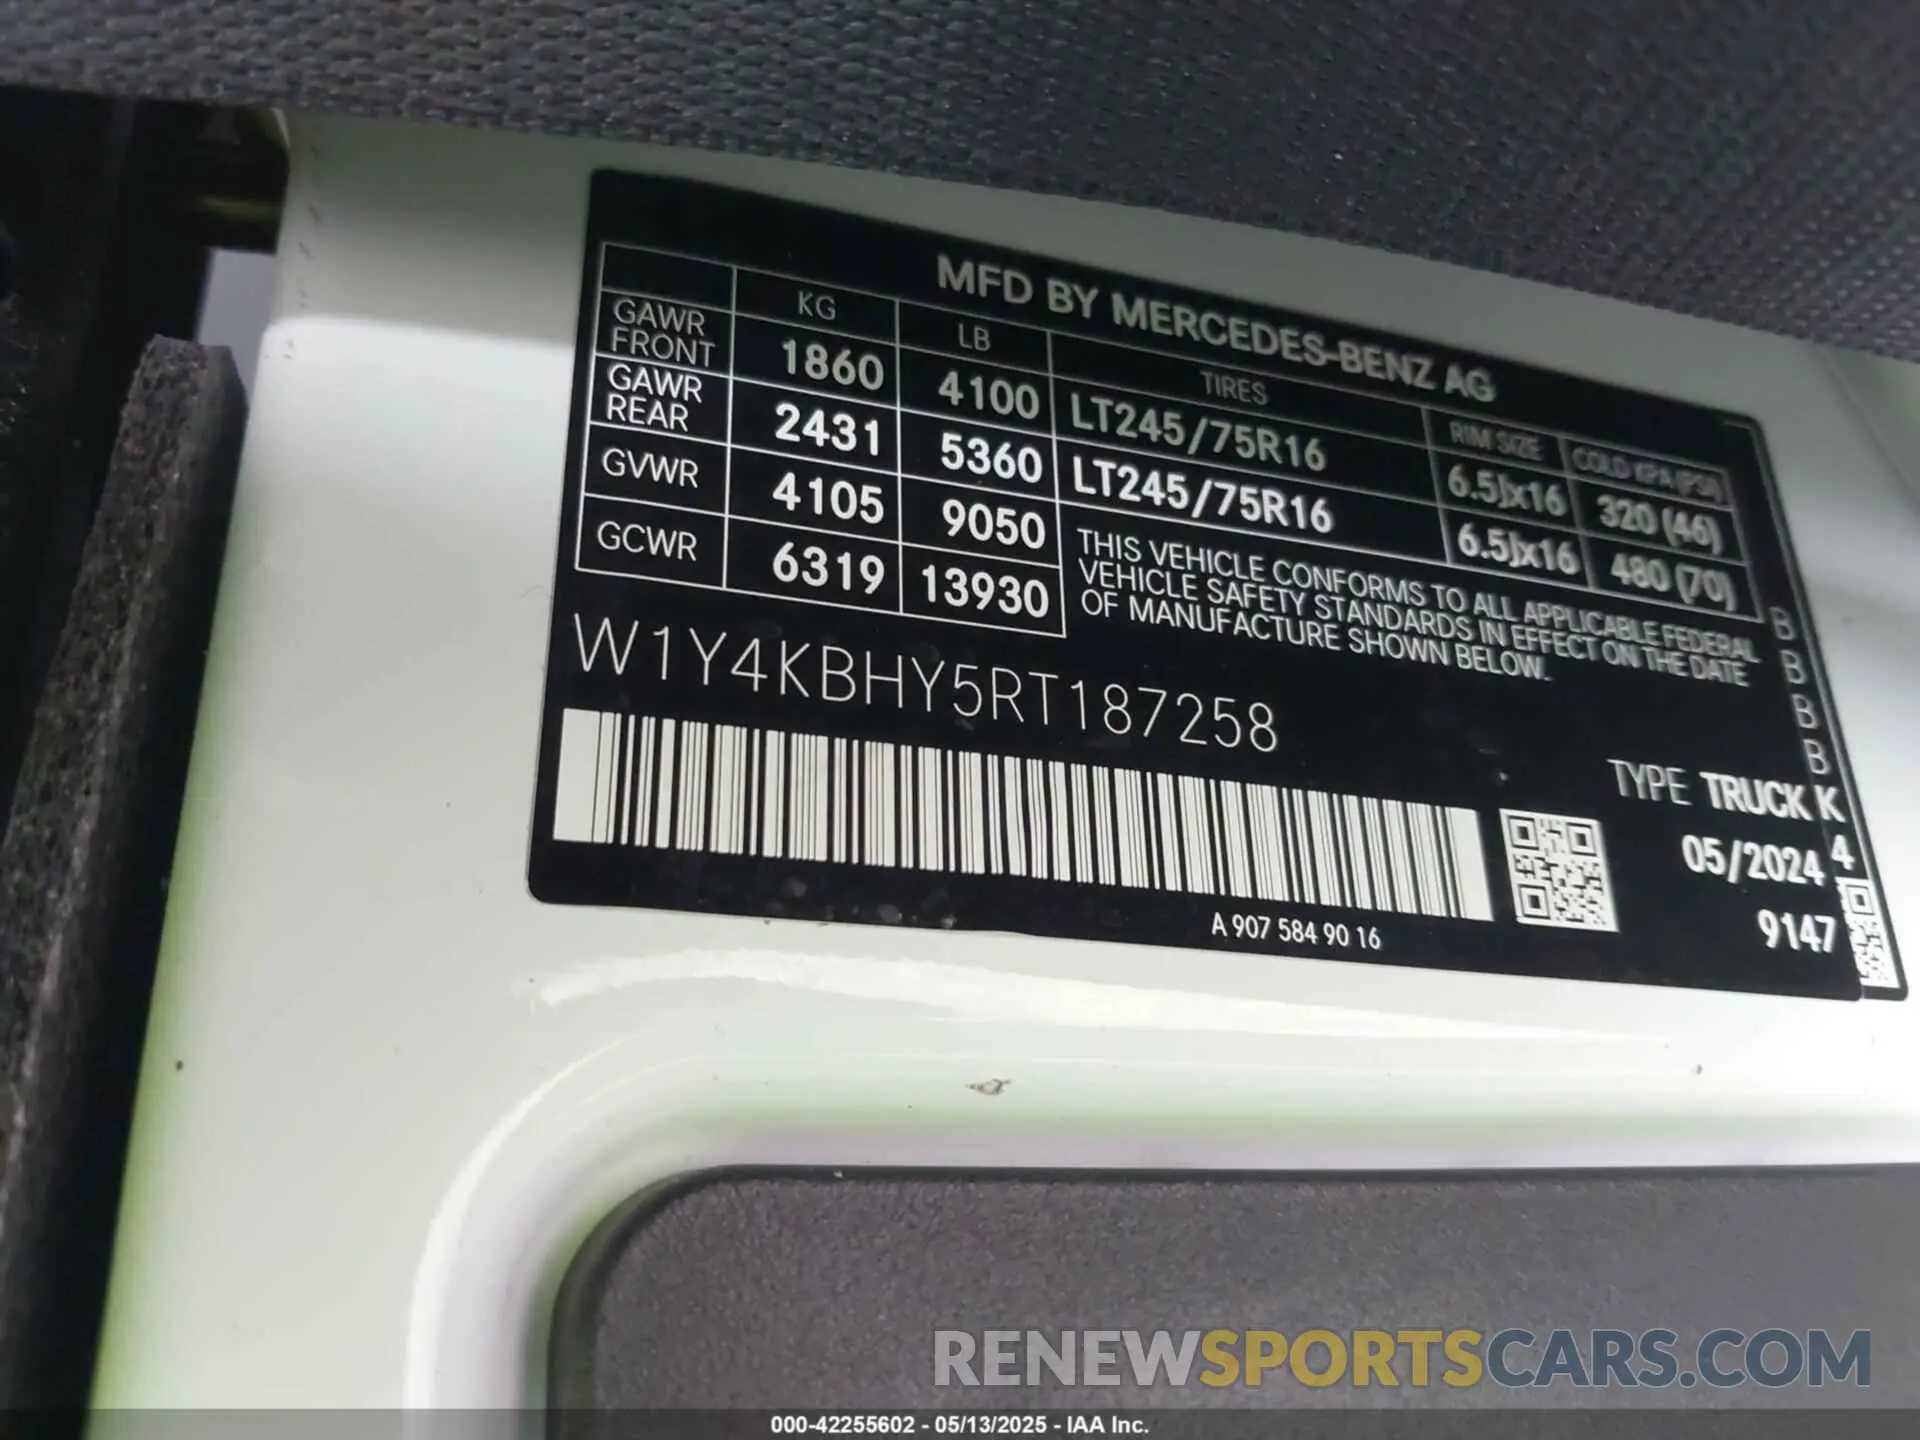 MFD BY MERCEDES-BENZ AG
KG LB TIRES RIM SIZE COLD KPA (PSI)
GAWR FRONT 1860 4100 LT245/75R16 6.5Jx16 320 (46)
GAWR REAR 2431 5360 LT245/75R16 6.5Jx16 480 (70)
GVWR 4105 9050
GCWR 6319 13930
THIS VEHICLE CONFORMS TO ALL APPLICABLE FEDERAL
VEHICLE SAFETY STANDARDS IN EFFECT ON THE DATE
OF MANUFACTURE SHOWN BELOW.
W1Y4KBHY5RT187258
B
B
B
B
K
4
TYPE TRUCK
05/2024
9147
A 907 584 90 16
RENEWSPORTSCARS.COM
000-42255602 - 05/13/2025 - IAA Inc.